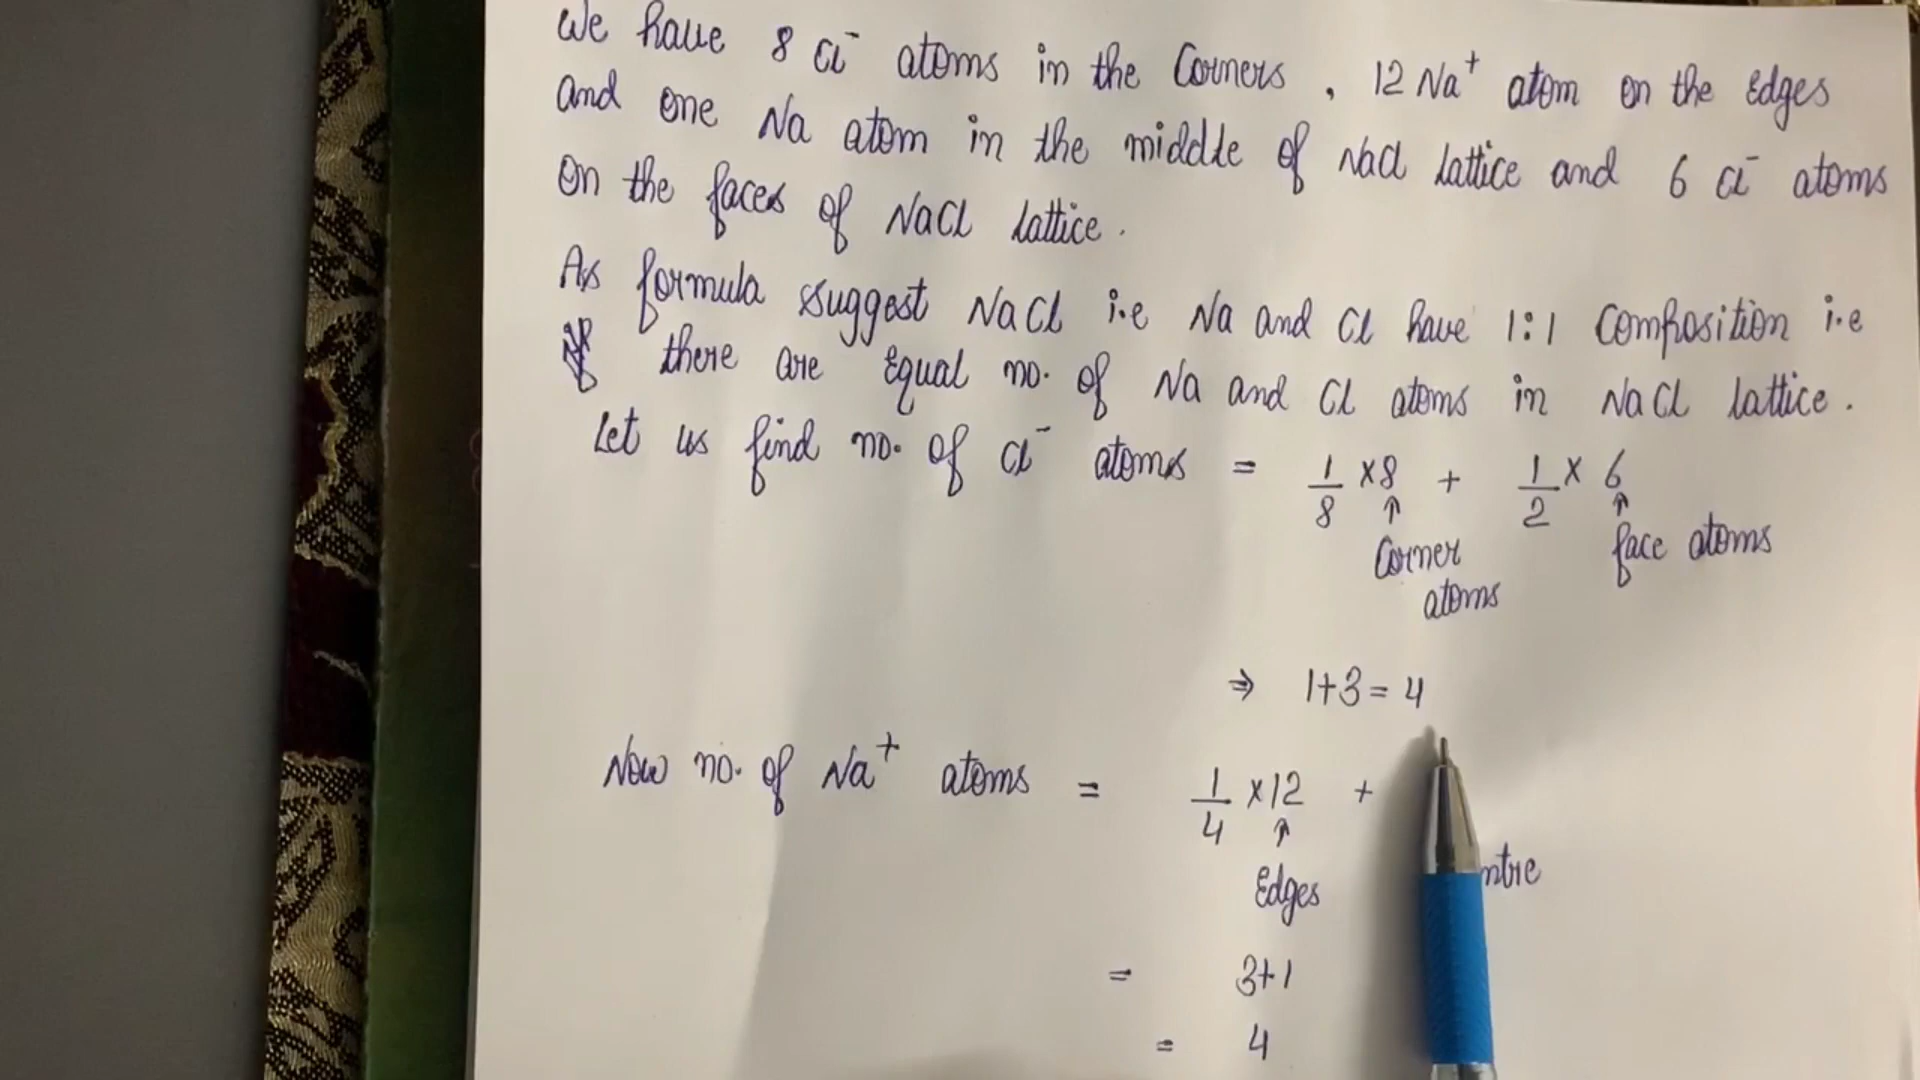 We have 8 Cl⁻ atoms in the Corners, 12 Na⁺ atom on the Edges
and one Na atom in the middle of NaCl lattice and 6 Cl⁻ atoms
on the faces of NaCl lattice.
As formula suggest NaCl i.e Na and Cl have 1:1 Composition i.e
there are Equal no. of Na and Cl atoms in NaCl lattice.
Let us find no. of Cl⁻ atoms = 1/8 ×8 + 1/2 × 6
↑ ↑
Corner atoms face atoms
⇒ 1+3 = 4
Now no. of Na⁺ atoms = 1/4 ×12 +
↑
Edges
= 3+1
= 4